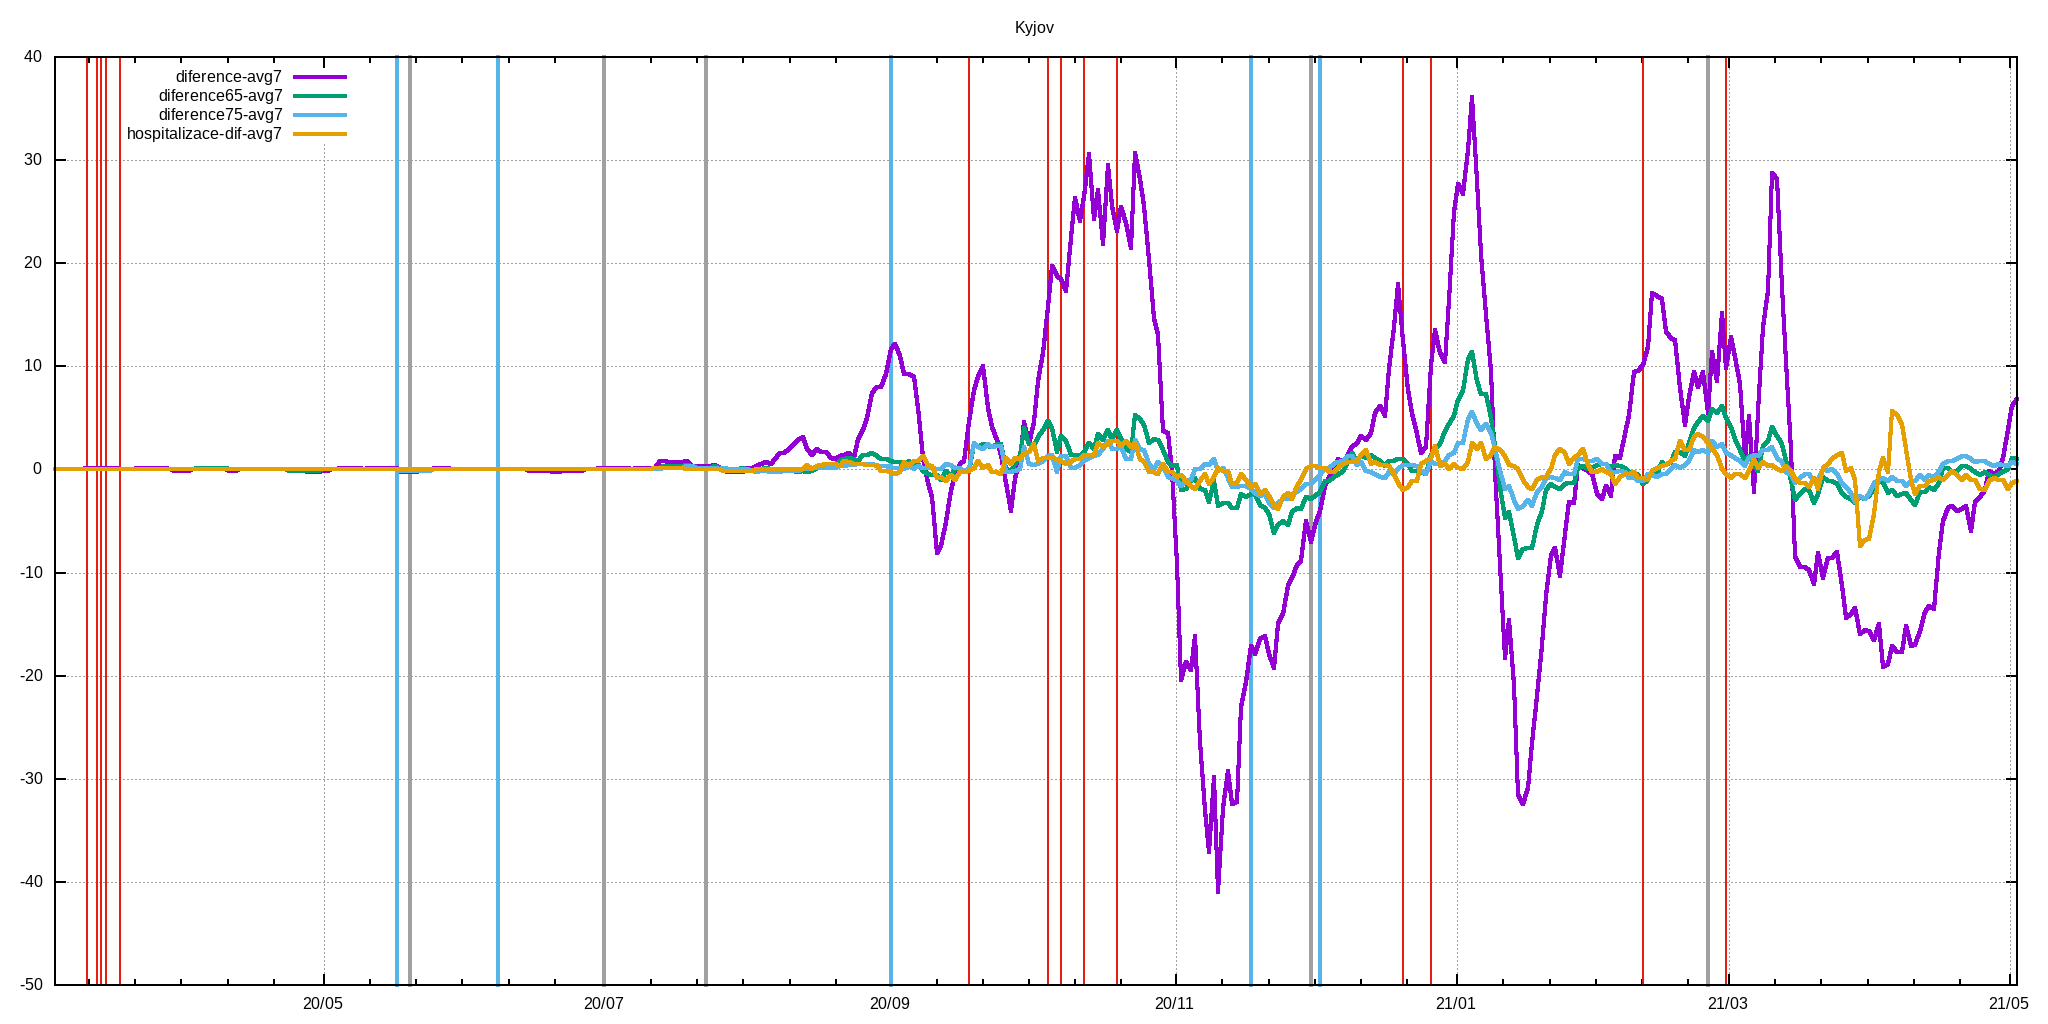 Kyjov
40
diference-avg7
diference65-avg7
diference75-avg7
hospitalizace-dif-avg7
30
20
10
0
-10
-20
-30
-40
-50
20/05 20/07 20/09 20/11 21/01 21/03 21/05